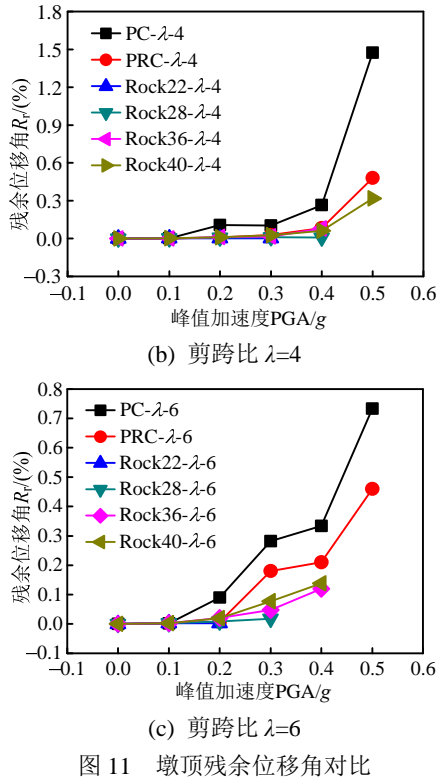 1.8
1.5
1.2
0.9
0.6
0.3
0.0
−0.3
残余位移角Rr/(%)
PC-λ-4
PRC-λ-4
Rock22-λ-4
Rock28-λ-4
Rock36-λ-4
Rock40-λ-4
−0.1 0.0 0.1 0.2 0.3 0.4 0.5
峰值加速度PGA/g
(b) 剪跨比 λ=4
0.8
0.7
0.6
0.5
0.4
0.3
0.2
0.1
0.0
−0.1
残余位移角Rr/(%)
PC-λ-6
PRC-λ-6
Rock22-λ-6
Rock28-λ-6
Rock36-λ-6
Rock40-λ-6
−0.1 0.0 0.1 0.2 0.3 0.4 0.5
峰值加速度PGA/g
(c) 剪跨比 λ=6
图 11 墩顶残余位移角对比